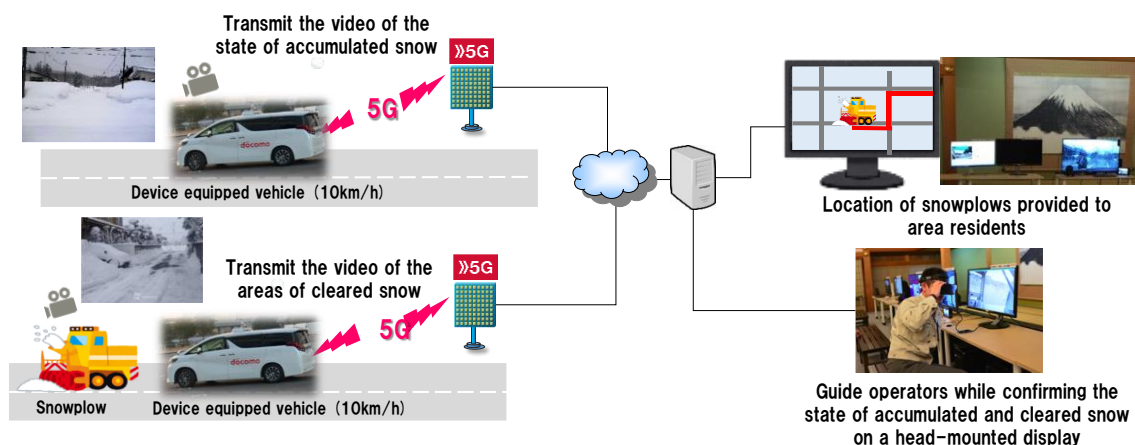 Transmit the video of the
state of accumulated snow
»5G
5G
döcomo
Device equipped vehicle (10km/h)
Transmit the video of the
areas of cleared snow
»5G
5G
döcomo
Snowplow
Device equipped vehicle (10km/h)
Location of snowplows provided to
area residents
Guide operators while confirming the
state of accumulated and cleared snow
on a head-mounted display